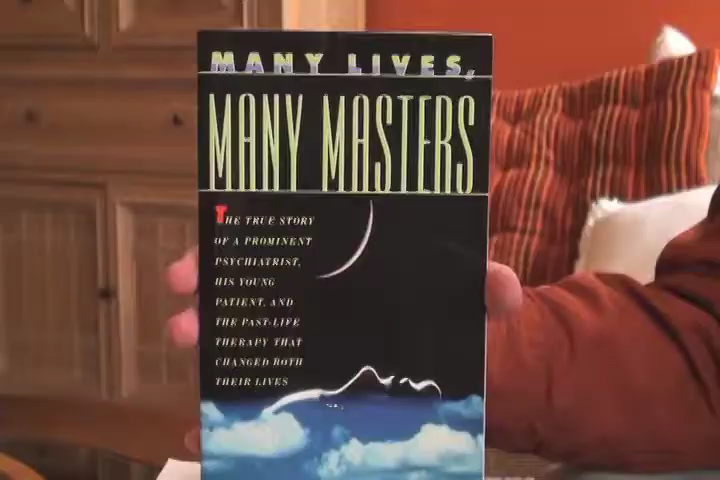 MANY LIVES,
MANY MASTERS
THE TRUE STORY
OF A PROMINENT
PSYCHIATRIST,
HIS YOUNG
PATIENT, AND
THE PAST-LIFE
THERAPY THAT
CHANGED BOTH
THEIR LIVES